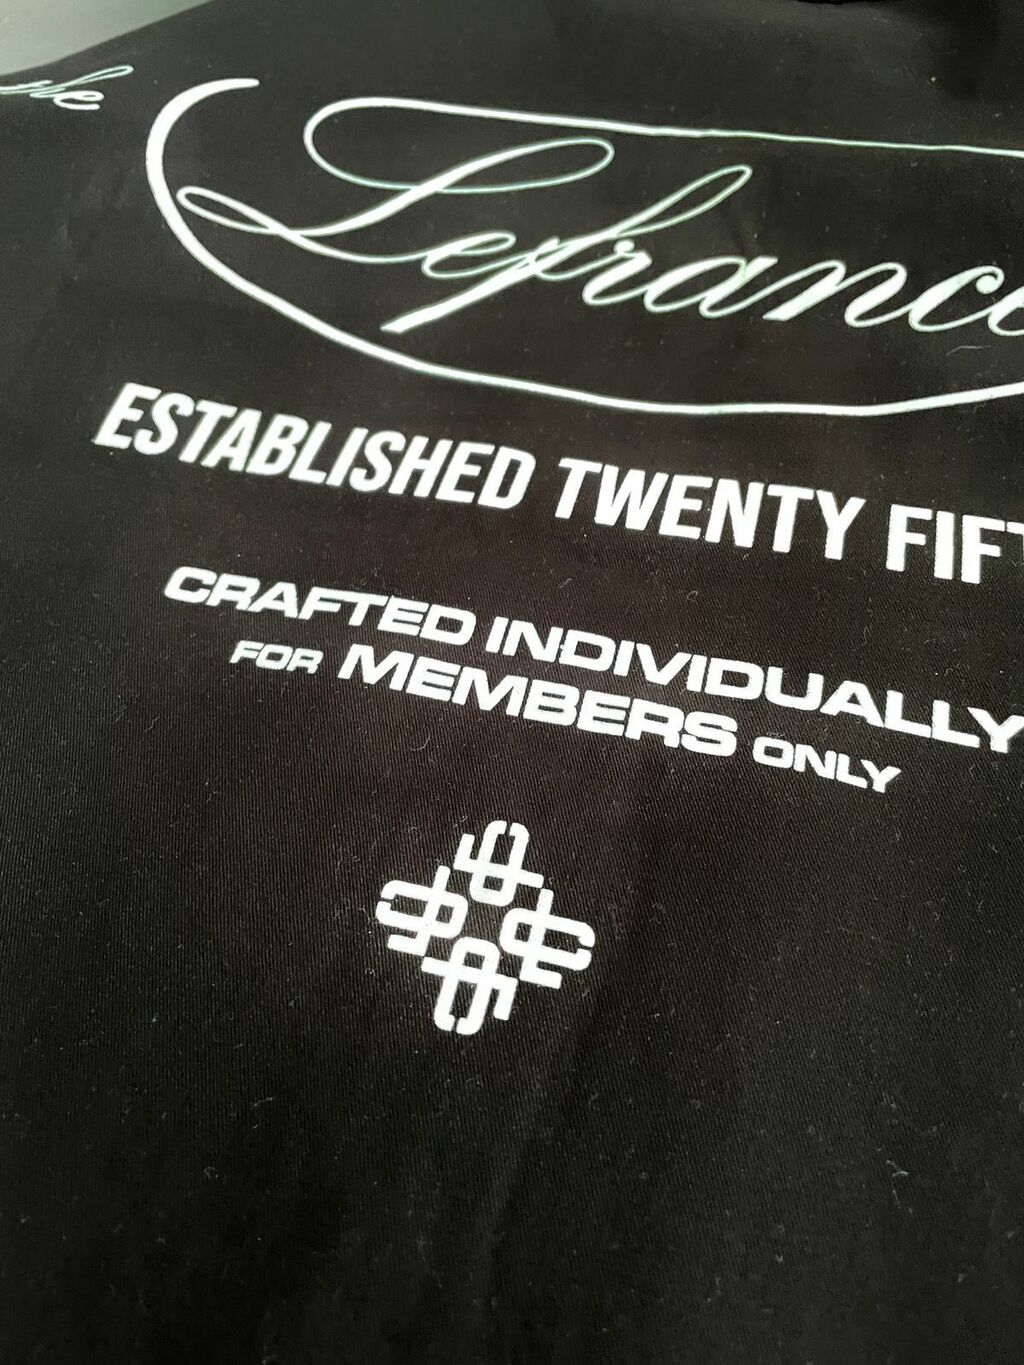 Lefranc
ESTABLISHED TWENTY FIFT
CRAFTED INDIVIDUALLY
FOR MEMBERS ONLY